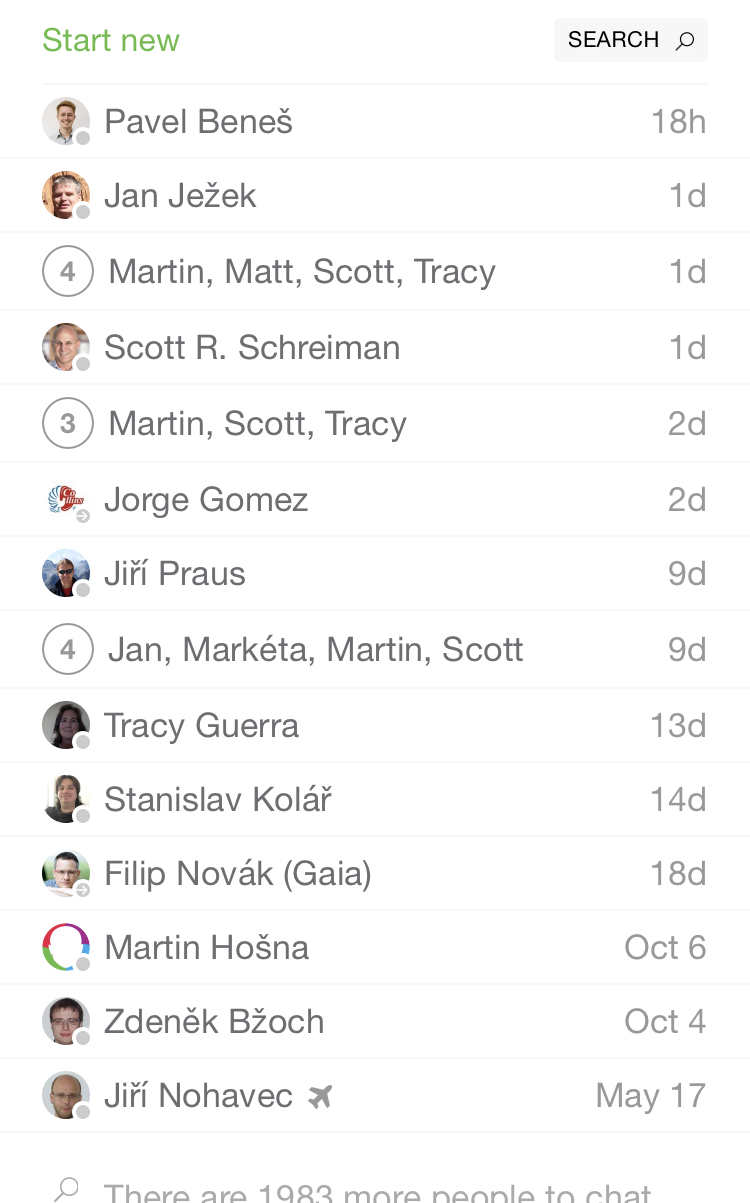 Start new SEARCH
Pavel Beneš 18h
Jan Ježek 1d
4 Martin, Matt, Scott, Tracy 1d
Scott R. Schreiman 1d
3 Martin, Scott, Tracy 2d
Collins
Jorge Gomez 2d
Jiří Praus 9d
4 Jan, Markéta, Martin, Scott 9d
Tracy Guerra 13d
Stanislav Kolář 14d
Filip Novák (Gaia) 18d
Martin Hošna Oct 6
Zdeněk Bžoch Oct 4
Jiří Nohavec May 17
There are 1983 more people to chat